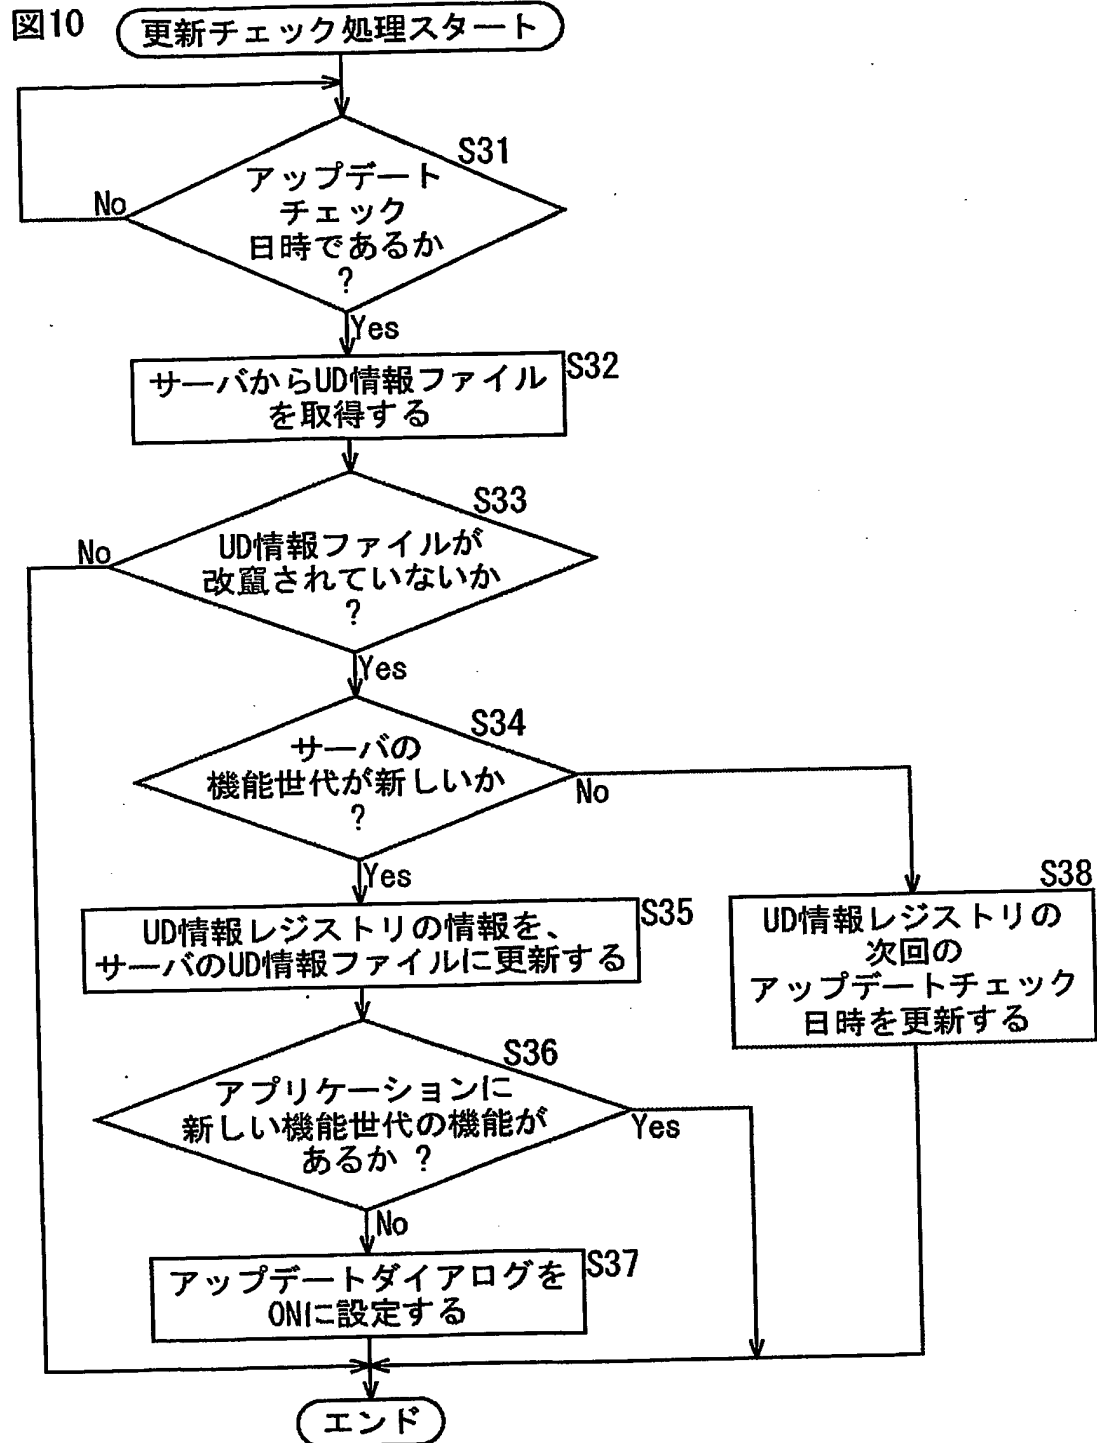 図10
更新チェック処理スタート
S31
アップデート
チェック
日時であるか
?
No
Yes
S32
サーバからUD情報ファイル
を取得する
S33
UD情報ファイルが
改竄されていないか
?
No
Yes
S34
サーバの
機能世代が新しいか
?
No
Yes
S35
UD情報レジストリの情報を、
サーバのUD情報ファイルに更新する
S38
UD情報レジストリの
次回の
アップデートチェック
日時を更新する
S36
アプリケーションに
新しい機能世代の機能が
あるか ?
Yes
No
S37
アップデートダイアログを
ONに設定する
エンド